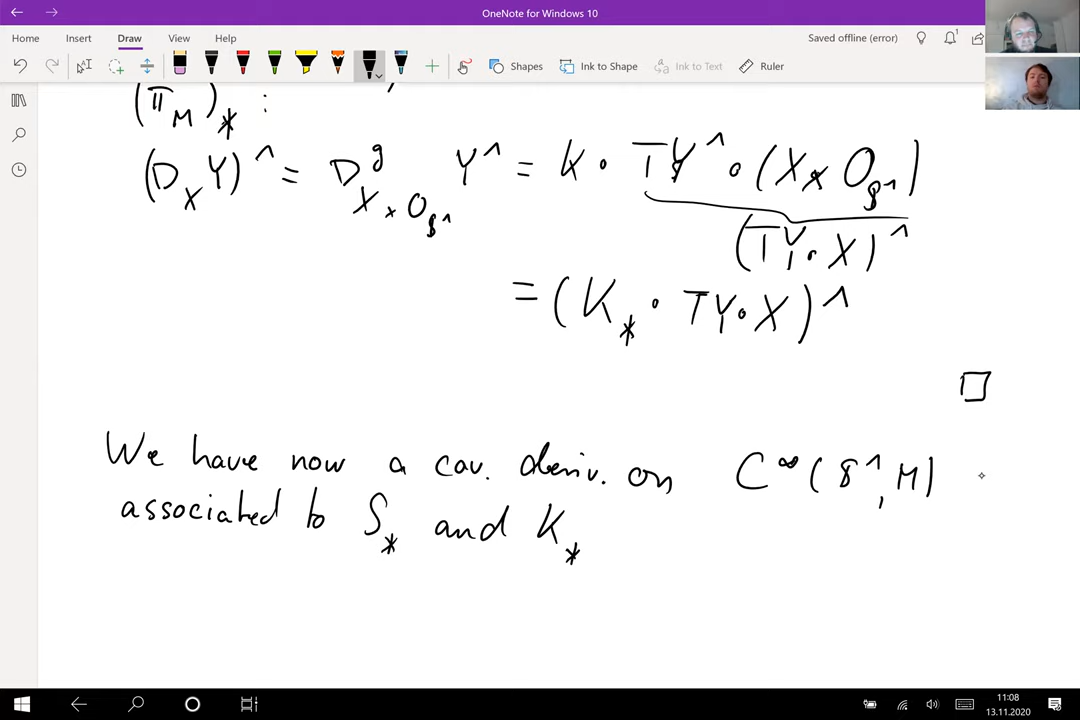 OneNote for Windows 10
Home Insert Draw View Help Saved offline (error)
Shapes Ink to Shape Ink to Text Ruler
(π_M)_* :
(D_X Y)^∧ = D^g_{X × O_{S^1}} Y^∧ = K ∘ TY^∧ ∘ (X × O_{S^1})
(TY ∘ X)^∧
= (K_* ∘ TY ∘ X)^∧
□
We have now a cov. deriv. on C^∞(S^1, M)
associated to S_* and K_*
11:08
13.11.2020